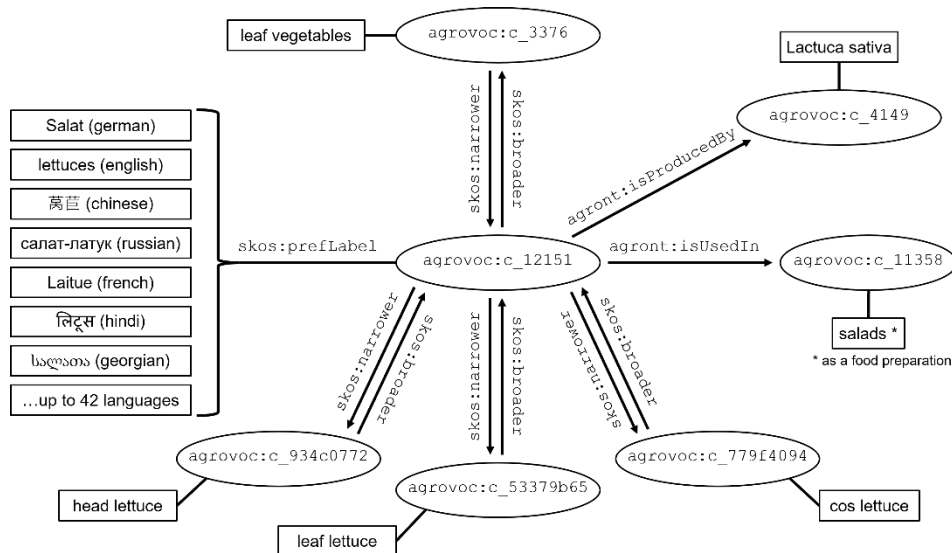 leaf vegetables
agrovoc:c_3376
Lactuca sativa
agrovoc:c_4149
skos:narrower
skos:broader
agront:isProducedBy
Salat (german)
lettuces (english)
莴苣 (chinese)
салат-латук (russian)
Laitue (french)
लिटूस (hindi)
სალათა (georgian)
...up to 42 languages
skos:prefLabel
agrovoc:c_12151
agront:isUsedIn
agrovoc:c_11358
salads *
* as a food preparation
skos:narrower
skos:broader
skos:narrower
skos:broader
skos:broader
skos:narrower
agrovoc:c_934c0772
agrovoc:c_53379b65
agrovoc:c_779f4094
head lettuce
leaf lettuce
cos lettuce